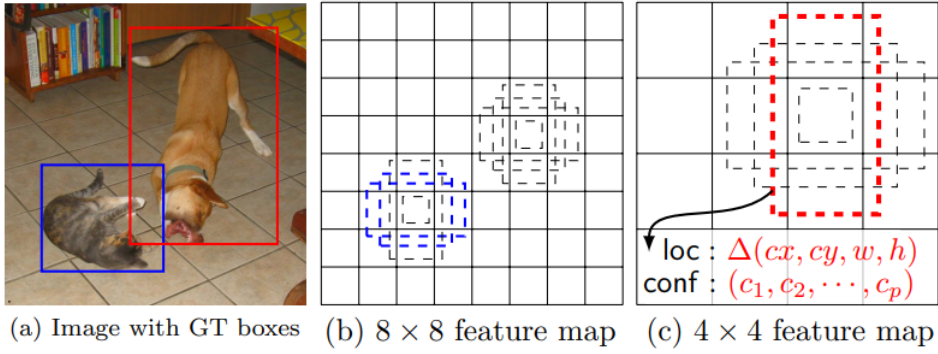 loc : Δ(cx, cy, w, h)
conf : (c₁, c₂, ⋯, cₚ)
(a) Image with GT boxes
(b) 8 × 8 feature map
(c) 4 × 4 feature map